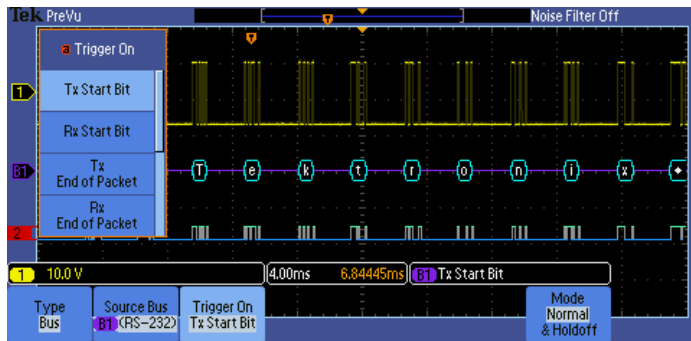 Tek PreVu Noise Filter Off
a Trigger On
Tx Start Bit
Rx Start Bit
Tx
End of Packet
Rx
End of Packet
1
B1 T e k t r o n i x
2
1 10.0 V 4.00ms 6.84445ms B1 Tx Start Bit
Type
Bus
Source Bus
B1 (RS-232)
Trigger On
Tx Start Bit
Mode
Normal
& Holdoff